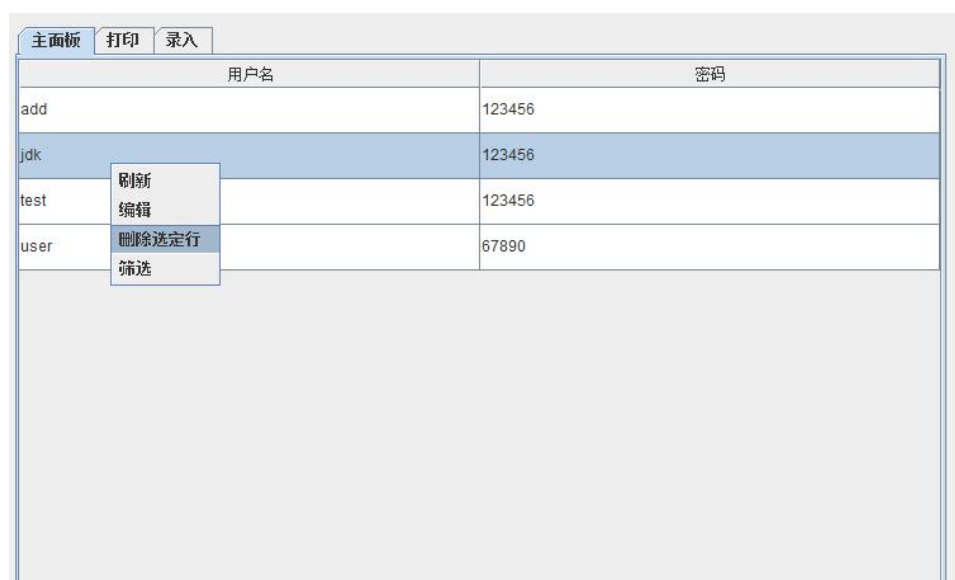 主面板 打印 录入
用户名 密码
add 123456
jdk 123456
刷新
test 123456
编辑
删除选定行
user 67890
筛选